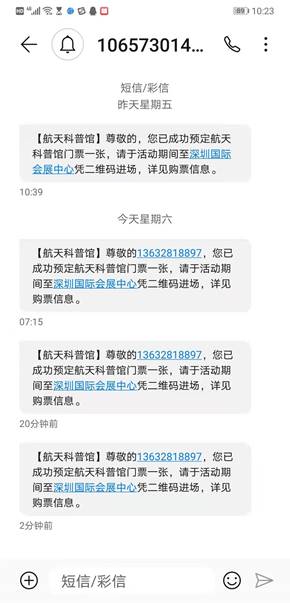 10:23
106573014...
短信/彩信
昨天星期五
【航天科普馆】尊敬的，您已成功预定航天
科普馆门票一张，请于活动期间至深圳国际
会展中心凭二维码进场，详见购票信息。
10:39
今天星期六
【航天科普馆】尊敬的13632818897，您已
成功预定航天科普馆门票一张，请于活动期
间至深圳国际会展中心凭二维码进场，详见
购票信息。
07:15
【航天科普馆】尊敬的13632818897，您已
成功预定航天科普馆门票一张，请于活动期
间至深圳国际会展中心凭二维码进场，详见
购票信息。
20分钟前
【航天科普馆】尊敬的13632818897，您已
成功预定航天科普馆门票一张，请于活动期
间至深圳国际会展中心凭二维码进场，详见
购票信息。
2分钟前
短信/彩信